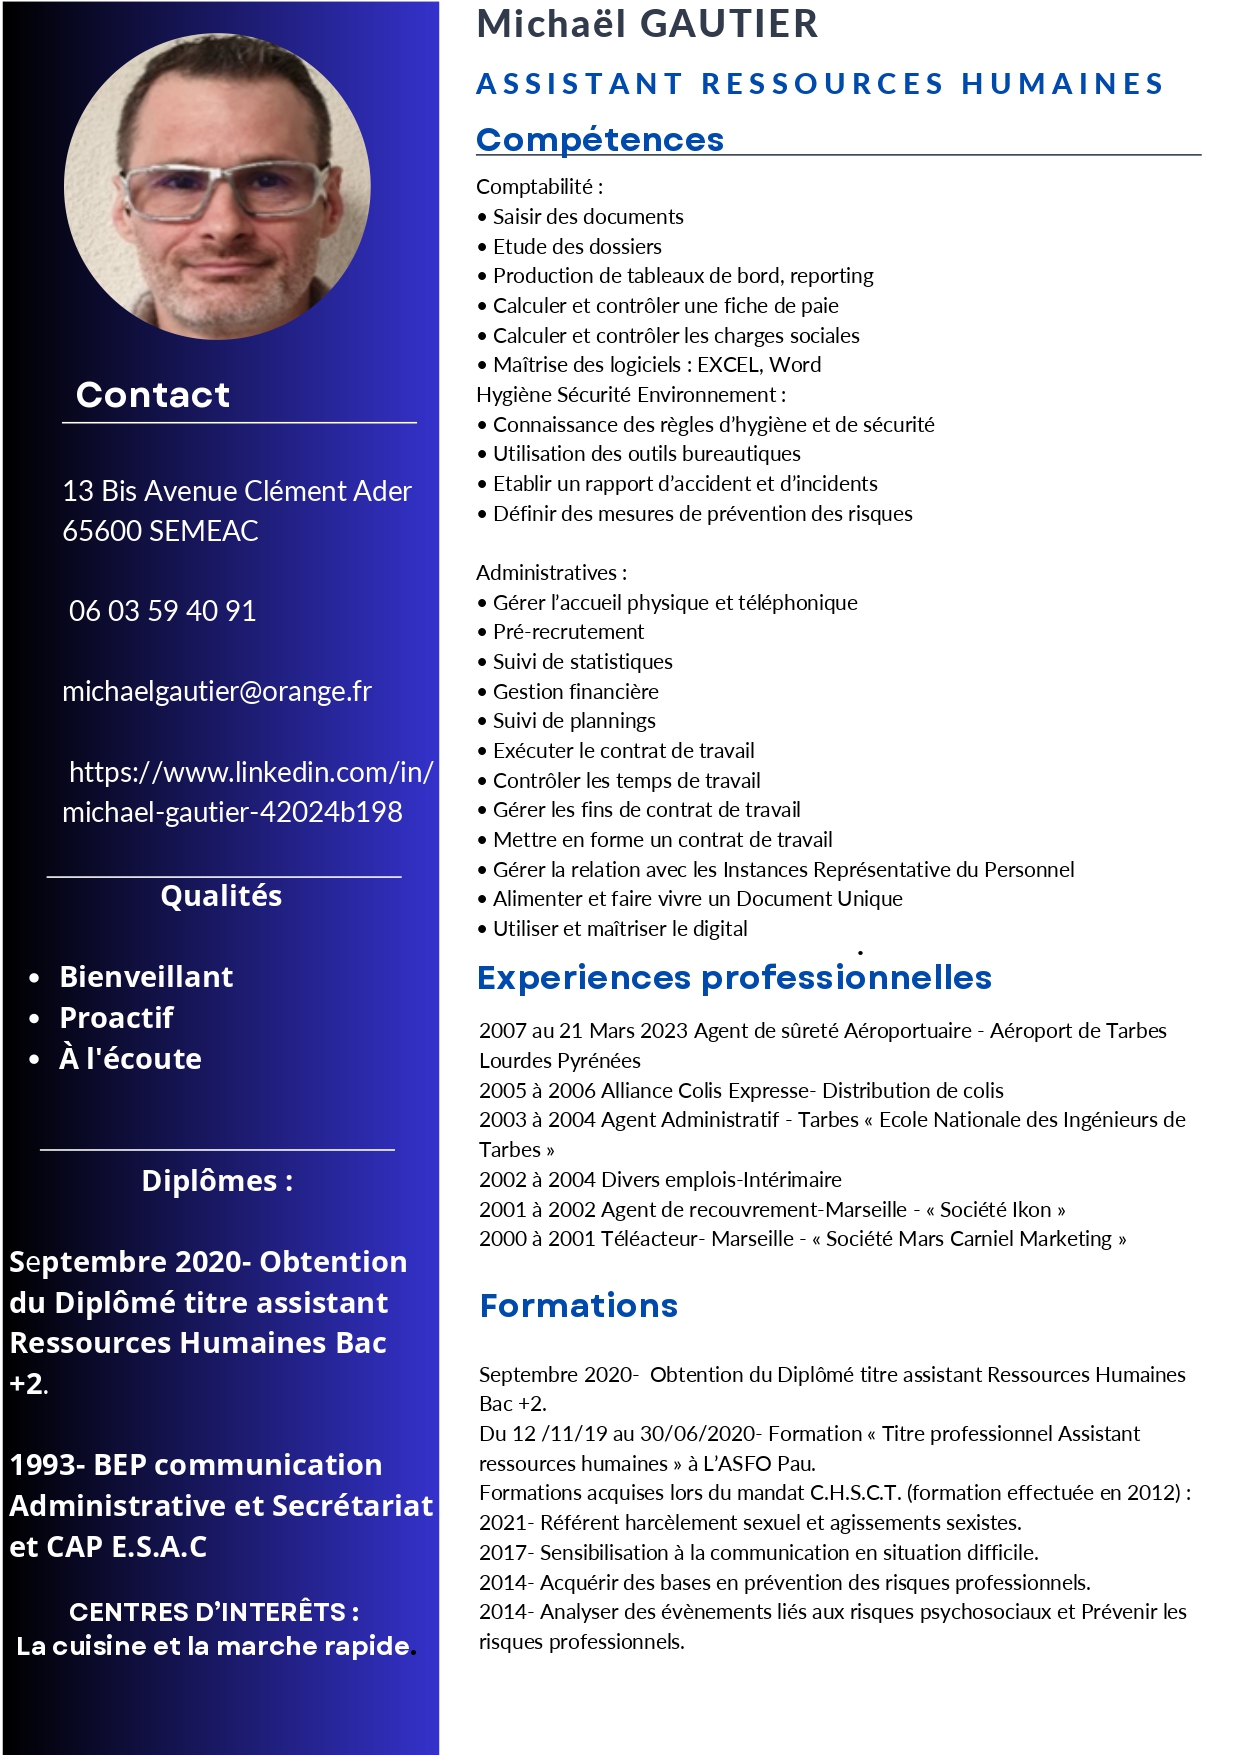 Michaël GAUTIER
ASSISTANT RESSOURCES HUMAINES
Compétences
Comptabilité :
• Saisir des documents
• Etude des dossiers
• Production de tableaux de bord, reporting
• Calculer et contrôler une fiche de paie
• Calculer et contrôler les charges sociales
• Maîtrise des logiciels : EXCEL, Word
Hygiène Sécurité Environnement :
• Connaissance des règles d’hygiène et de sécurité
• Utilisation des outils bureautiques
• Etablir un rapport d’accident et d’incidents
• Définir des mesures de prévention des risques
Administratives :
• Gérer l’accueil physique et téléphonique
• Pré-recrutement
• Suivi de statistiques
• Gestion financière
• Suivi de plannings
• Exécuter le contrat de travail
• Contrôler les temps de travail
• Gérer les fins de contrat de travail
• Mettre en forme un contrat de travail
• Gérer la relation avec les Instances Représentative du Personnel
• Alimenter et faire vivre un Document Unique
• Utiliser et maîtriser le digital
.
Experiences professionnelles
2007 au 21 Mars 2023 Agent de sûreté Aéroportuaire - Aéroport de Tarbes
Lourdes Pyrénées
2005 à 2006 Alliance Colis Expresse- Distribution de colis
2003 à 2004 Agent Administratif - Tarbes « Ecole Nationale des Ingénieurs de
Tarbes »
2002 à 2004 Divers emplois-Intérimaire
2001 à 2002 Agent de recouvrement-Marseille - « Société Ikon »
2000 à 2001 Téléacteur- Marseille - « Société Mars Carniel Marketing »
Formations
Septembre 2020- Obtention du Diplômé titre assistant Ressources Humaines
Bac +2.
Du 12 /11/19 au 30/06/2020- Formation « Titre professionnel Assistant
ressources humaines » à L’ASFO Pau.
Formations acquises lors du mandat C.H.S.C.T. (formation effectuée en 2012) :
2021- Référent harcèlement sexuel et agissements sexistes.
2017- Sensibilisation à la communication en situation difficile.
2014- Acquérir des bases en prévention des risques professionnels.
2014- Analyser des évènements liés aux risques psychosociaux et Prévenir les
risques professionnels.
Contact
13 Bis Avenue Clément Ader
65600 SEMEAC
06 03 59 40 91
michaelgautier@orange.fr
https://www.linkedin.com/in/
michael-gautier-42024b198
Qualités
• Bienveillant
• Proactif
• À l'écoute
Diplômes :
Septembre 2020- Obtention
du Diplômé titre assistant
Ressources Humaines Bac
+2.
1993- BEP communication
Administrative et Secrétariat
et CAP E.S.A.C
CENTRES D’INTERÊTS :
La cuisine et la marche rapide.